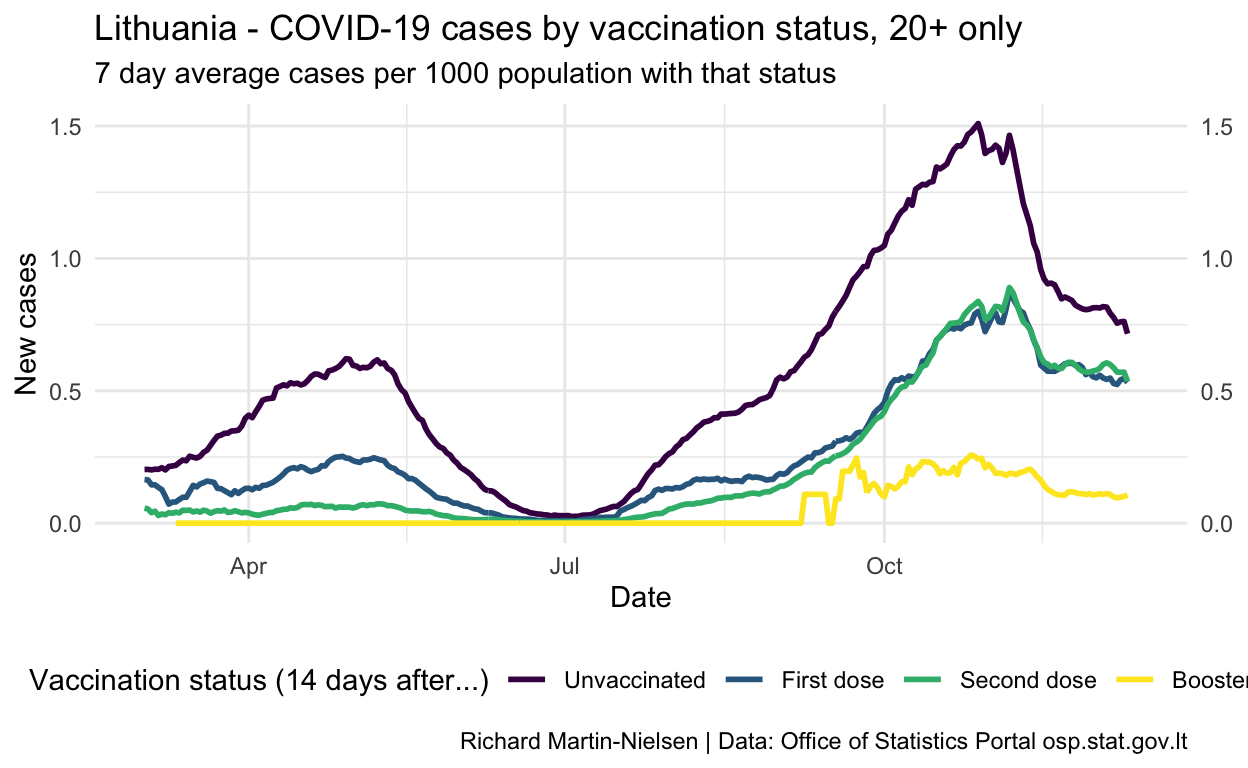 Lithuania - COVID-19 cases by vaccination status, 20+ only
7 day average cases per 1000 population with that status
1.5 1.5
1.0 1.0
New cases
0.5 0.5
0.0 0.0
Apr Jul Oct
Date
Vaccination status (14 days after...) Unvaccinated First dose Second dose Booster
Richard Martin-Nielsen | Data: Office of Statistics Portal osp.stat.gov.lt